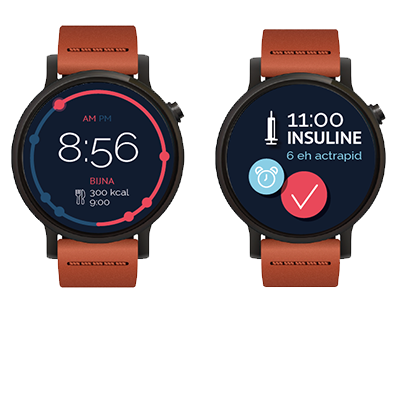 AM PM
8:56
BIJNA
300 kcal
9:00
11:00
INSULINE
6 eh actrapid